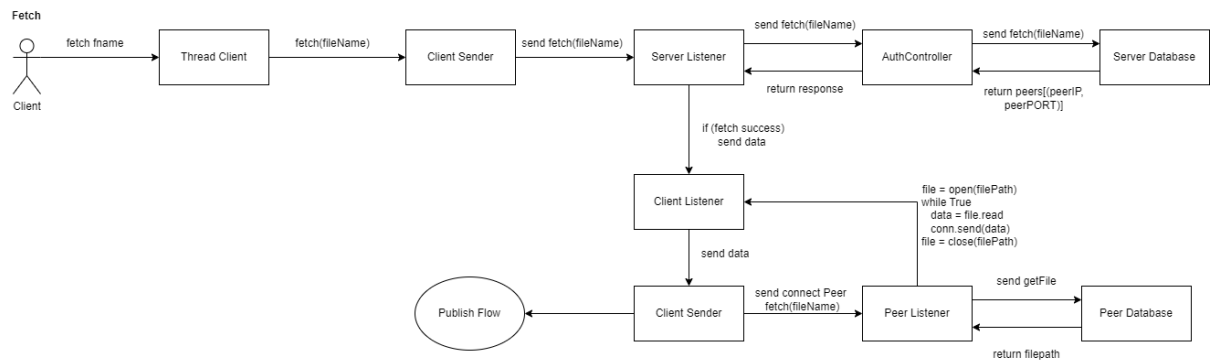 Fetch
Client
fetch fname
Thread Client
fetch(fileName)
Client Sender
send fetch(fileName)
Server Listener
send fetch(fileName)
return response
AuthController
send fetch(fileName)
return peers[(peerIP,
peerPORT)]
Server Database
if (fetch success)
send data
Client Listener
file = open(filePath)
while True
data = file.read
conn.send(data)
file = close(filePath)
send data
Publish Flow
Client Sender
send connect Peer
fetch(fileName)
Peer Listener
send getFile
return filepath
Peer Database